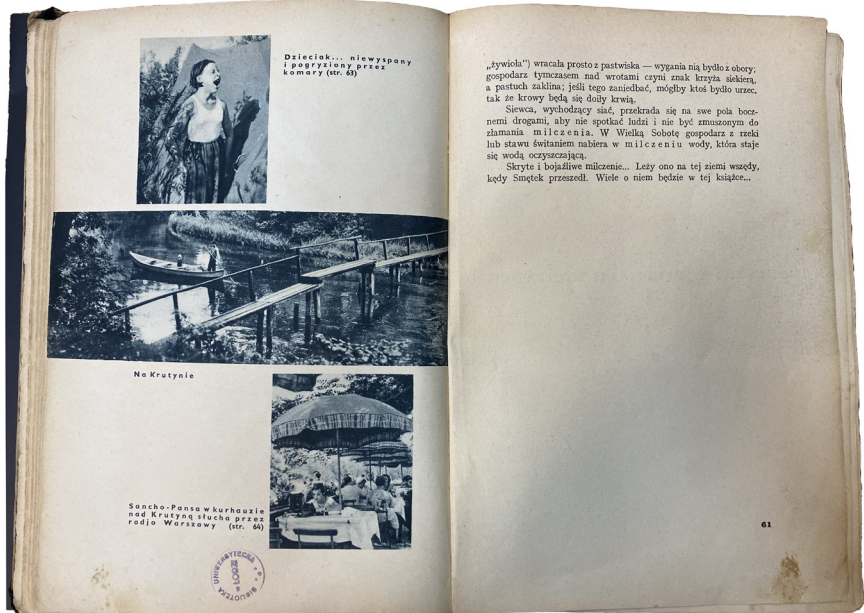 Dzieciak... niewyspany
i pogryziony przez
komary (str. 63)
Na Krutynie
Sancho-Pansa w kurhauzie
nad Krutyną słucha przez
radjo Warszawy (str. 64)
BIBLIOTEKA UNIWERSYTECKA
„żywioła") wracała prosto z pastwiska — wygania nią bydło z obory;
gospodarz tymczasem nad wrotami czyni znak krzyża siekierą,
a pastuch zaklina; jeśli tego zaniedbać, mógłby ktoś bydło urzec,
tak że krowy będą się doiły krwią.
Siewca, wychodzący siać, przekrada się na swe pola bocz-
nemi drogami, aby nie spotkać ludzi i nie być zmuszonym do
złamania milczenia. W Wielką Sobotę gospodarz z rzeki
lub stawu świtaniem nabiera w milczeniu wody, która staje
się wodą oczyszczającą.
Skryte i bojaźliwe milczenie... Leży ono na tej ziemi wszędy,
kędy Smętek przeszedł. Wiele o niem będzie w tej książce...
61